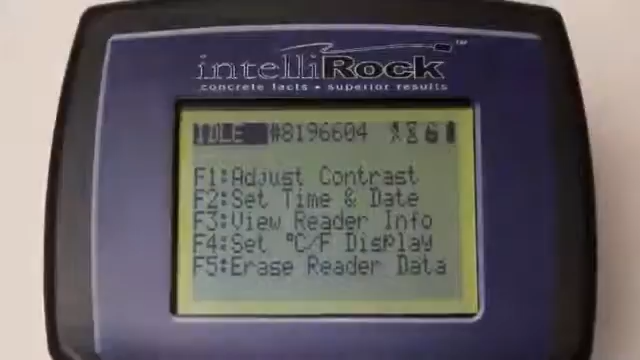 intelliRock™
concrete facts • superior results
IDLE #8196604
F1:Adjust Contrast
F2:Set Time & Date
F3:View Reader Info
F4:Set °C/F Display
F5:Erase Reader Data